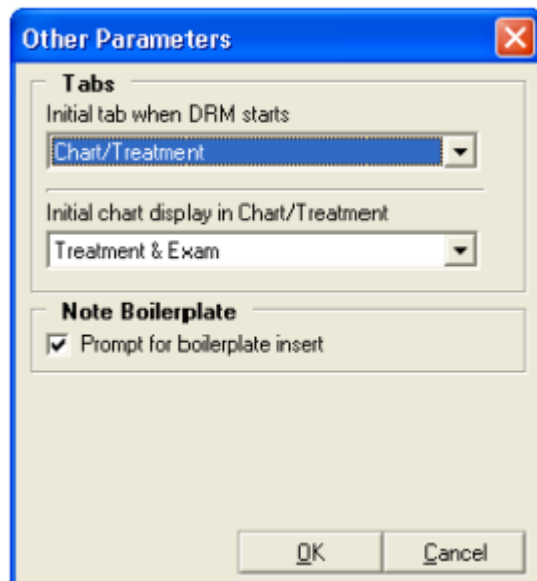 Other Parameters
Tabs
Initial tab when DRM starts
Chart/Treatment
Initial chart display in Chart/Treatment
Treatment & Exam
Note Boilerplate
Prompt for boilerplate insert
OK Cancel